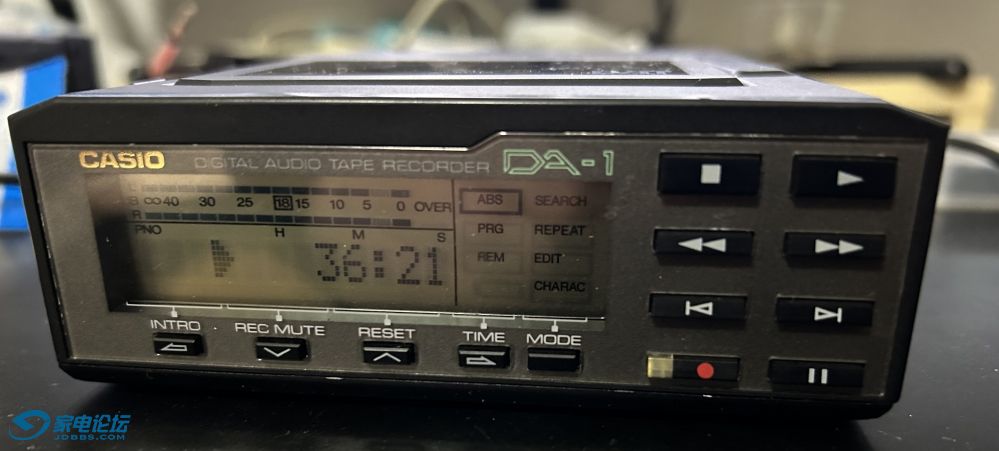 CASIO DIGITAL AUDIO TAPE RECORDER DA-1
L
dB ∞ 40 30 25 18 15 10 5 0 OVER
R
PNO H M S
36:21
ABS SEARCH
PRG REPEAT
REM EDIT
CHARAC
INTRO REC MUTE RESET TIME MODE
家电论坛
JDBBS.COM